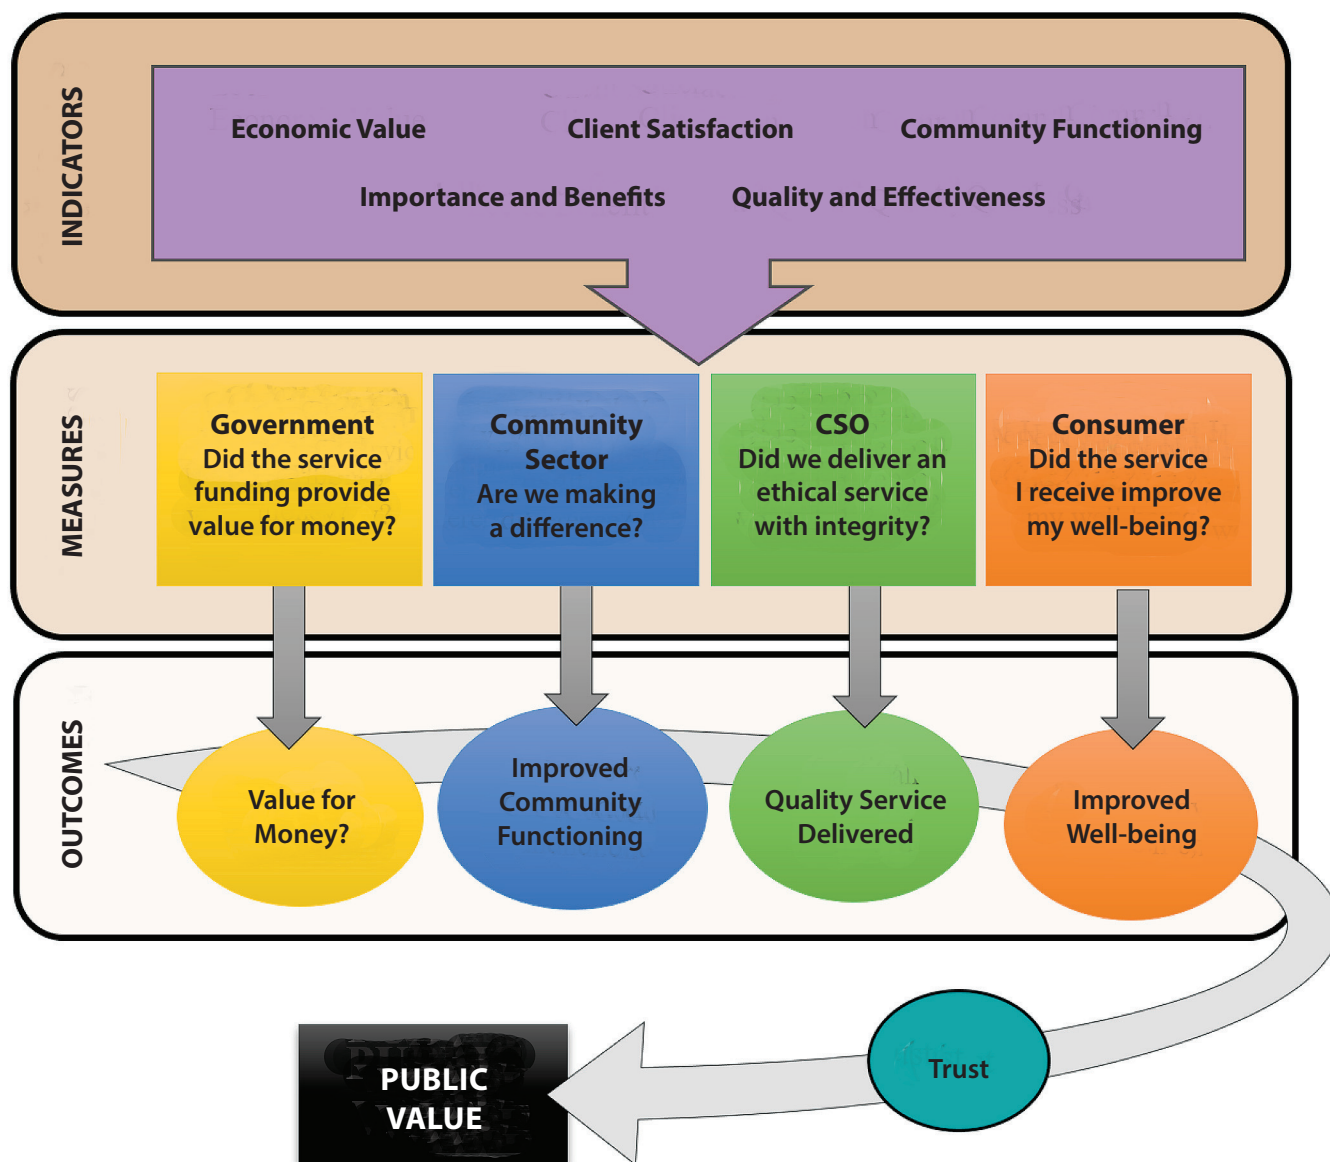 INDICATORS
Economic Value
Client Satisfaction
Community Functioning
Importance and Benefits
Quality and Effectiveness
MEASURES
Government
Did the service
funding provide
value for money?
Community
Sector
Are we making
a difference?
CSO
Did we deliver an
ethical service
with integrity?
Consumer
Did the service
I receive improve
my well-being?
OUTCOMES
Value for
Money?
Improved
Community
Functioning
Quality Service
Delivered
Improved
Well-being
Trust
PUBLIC
VALUE